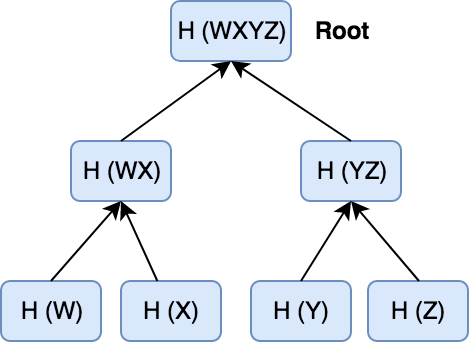 H (WXYZ) Root
H (WX) H (YZ)
H (W) H (X) H (Y) H (Z)